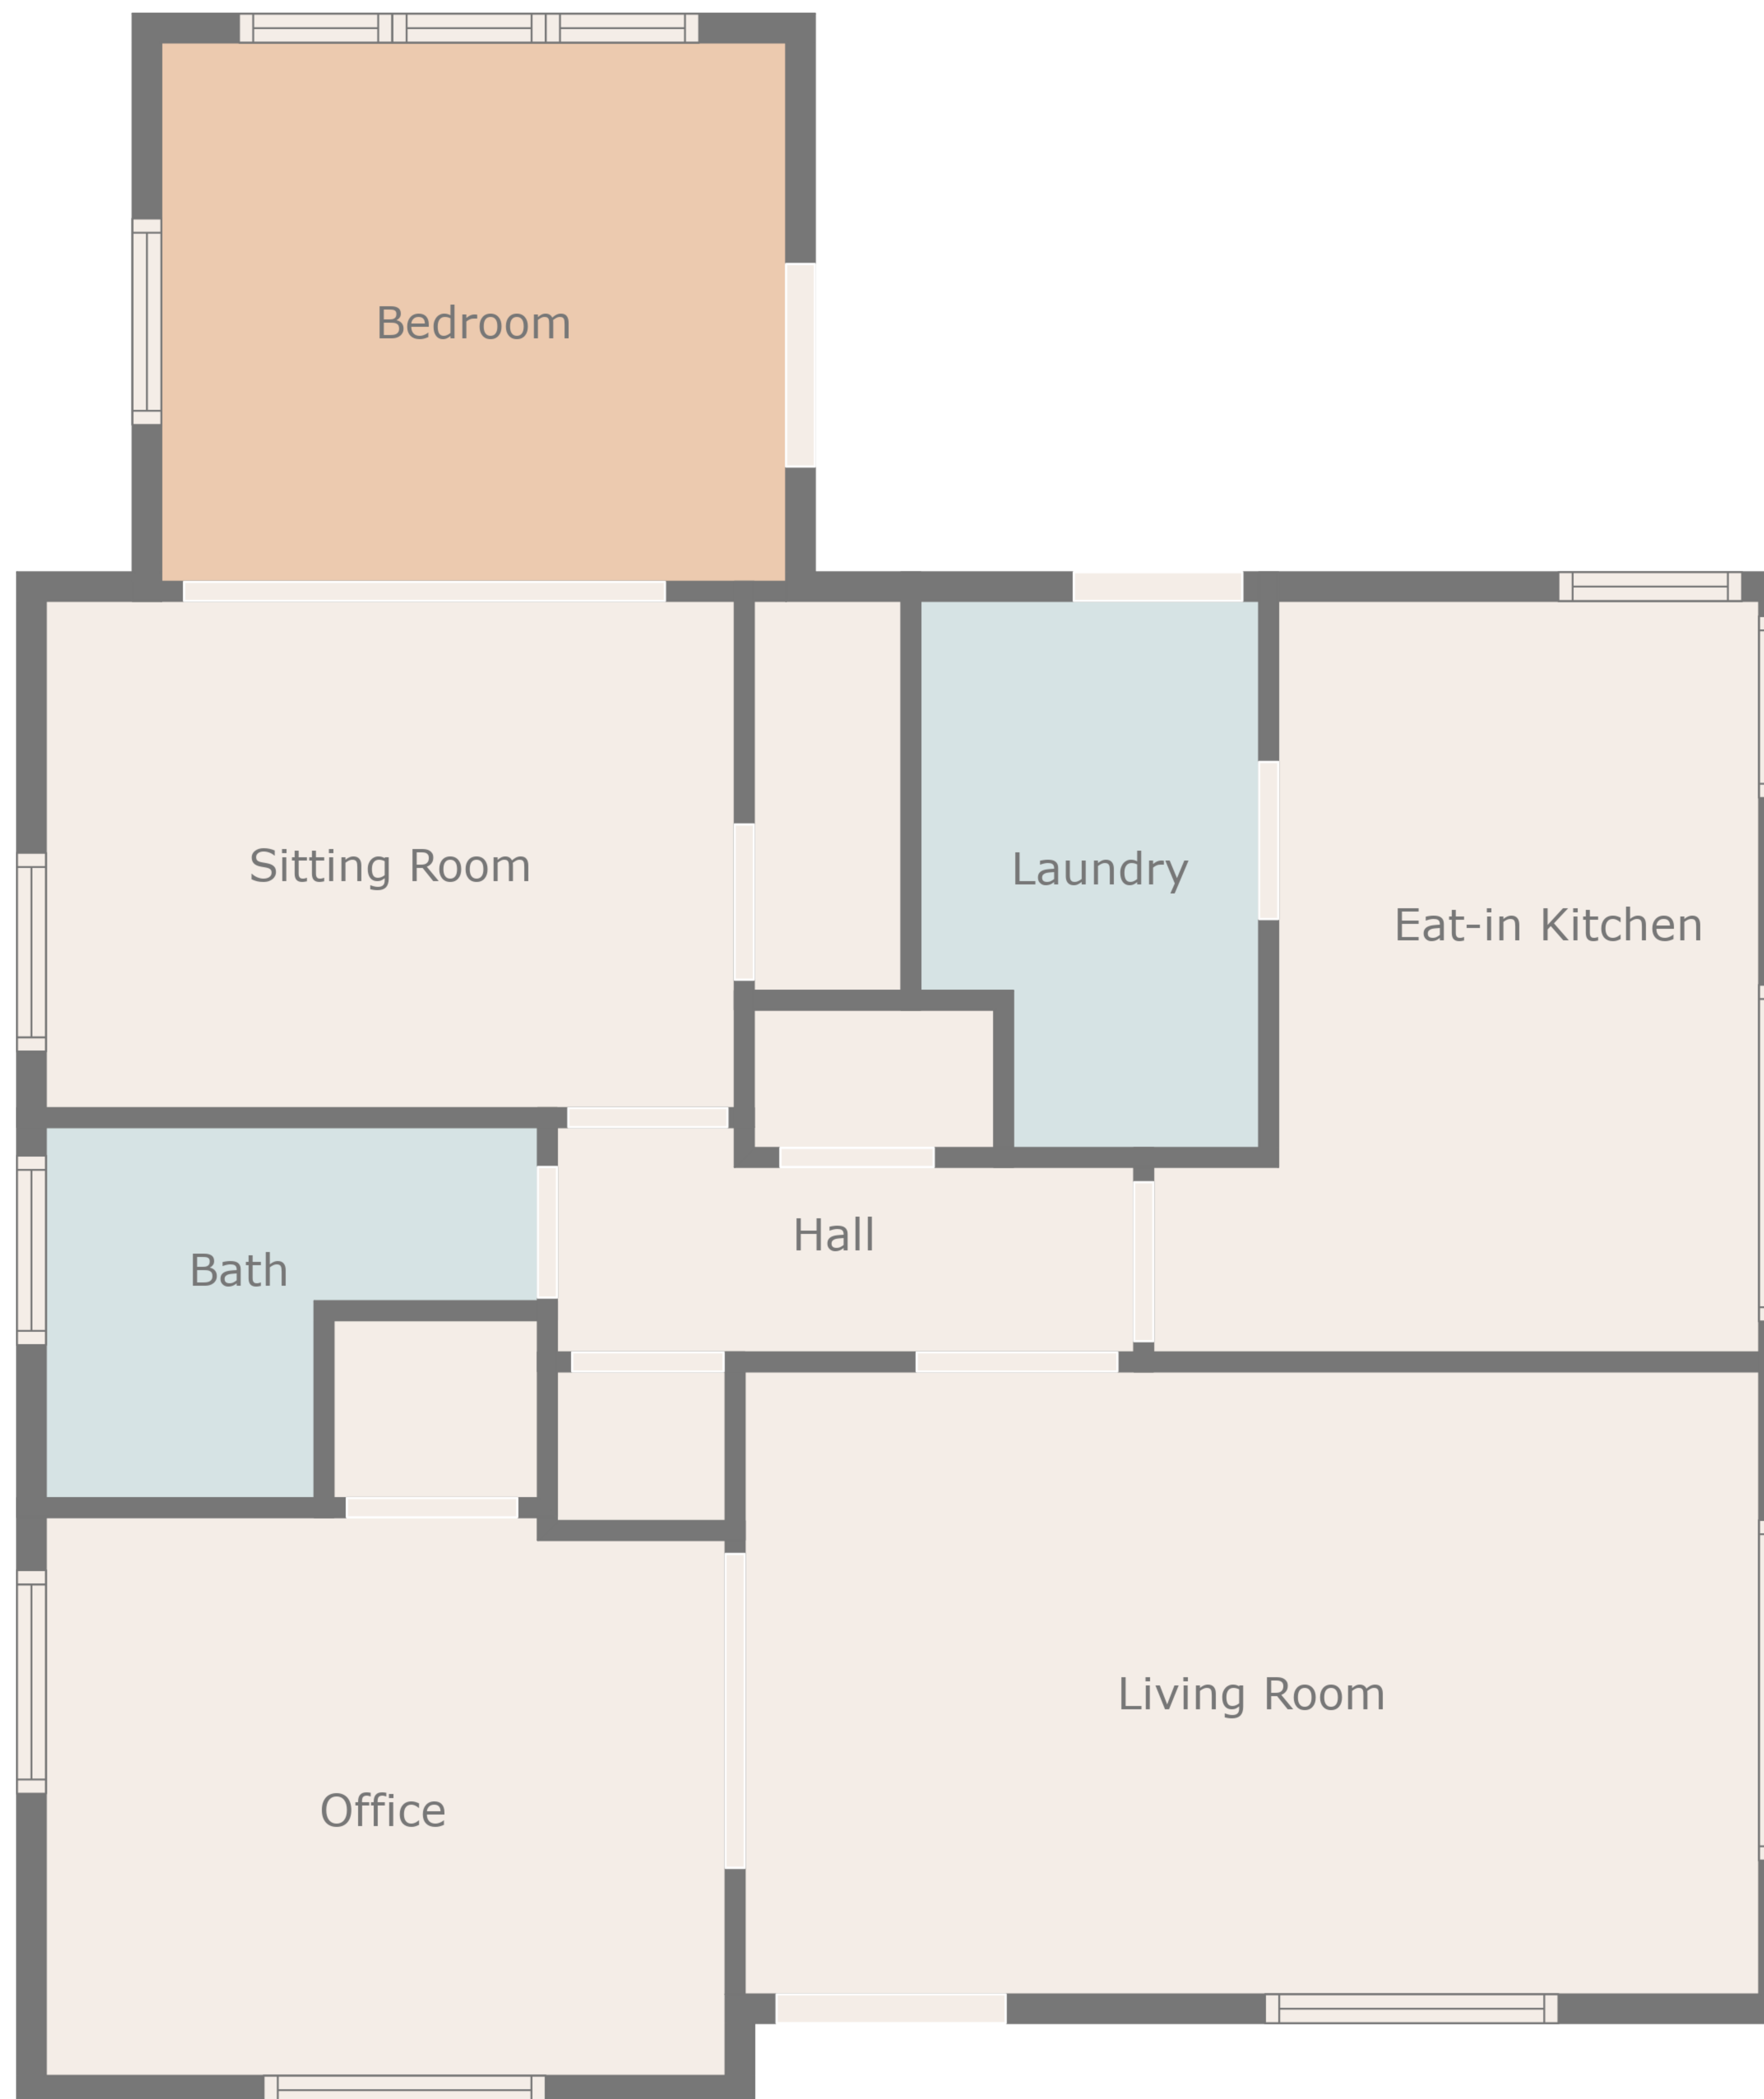 Bedroom
Sitting Room
Laundry
Eat-in Kitchen
Hall
Bath
Living Room
Office